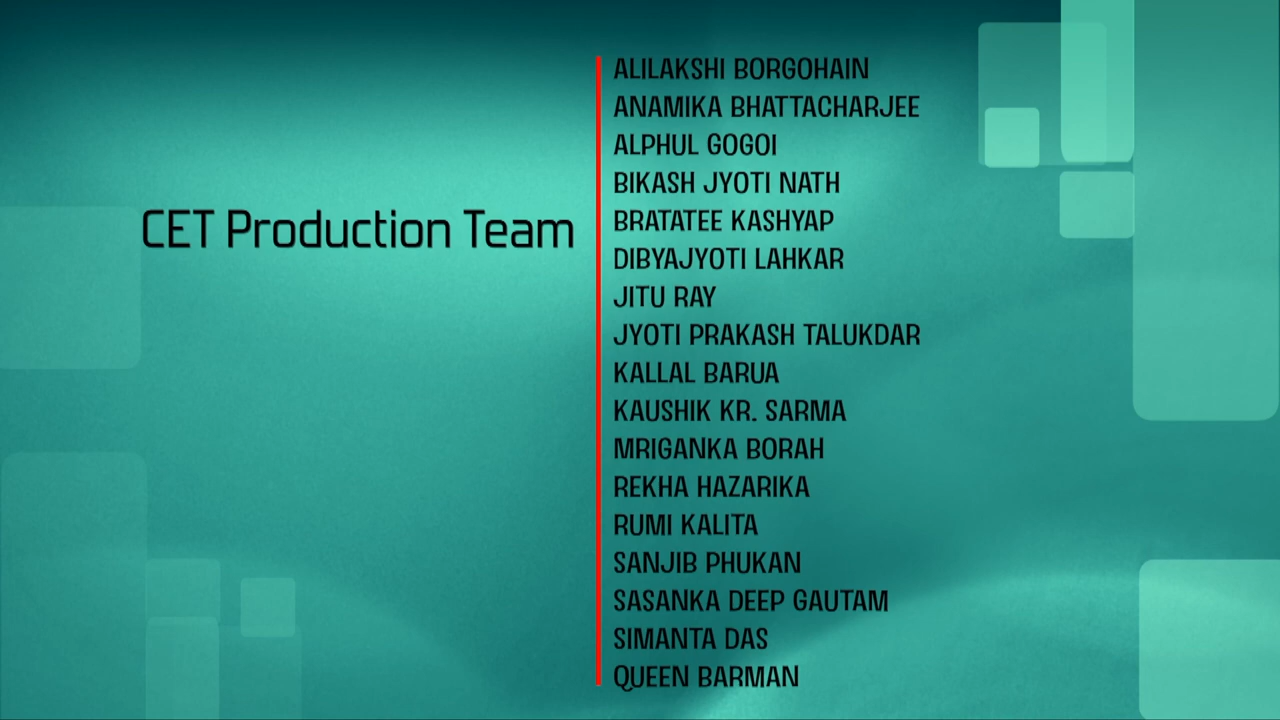 CET Production Team
ALILAKSHI BORGOHAIN
ANAMIKA BHATTACHARJEE
ALPHUL GOGOI
BIKASH JYOTI NATH
BRATATEE KASHYAP
DIBYAJYOTI LAHKAR
JITU RAY
JYOTI PRAKASH TALUKDAR
KALLAL BARUA
KAUSHIK KR. SARMA
MRIGANKA BORAH
REKHA HAZARIKA
RUMI KALITA
SANJIB PHUKAN
SASANKA DEEP GAUTAM
SIMANTA DAS
QUEEN BARMAN